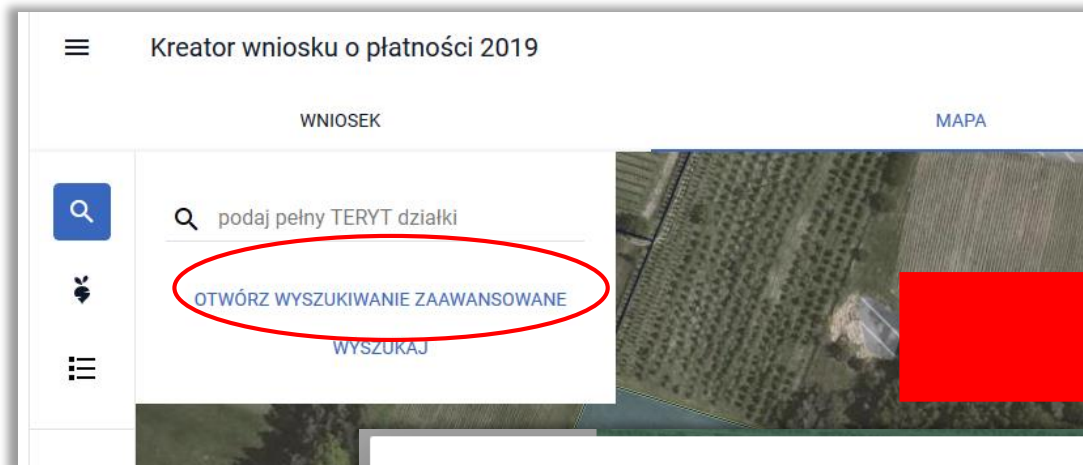 Kreator wniosku o płatności 2019
WNIOSEK
MAPA
podaj pełny TERYT działki
OTWÓRZ WYSZUKIWANIE ZAAWANSOWANE
WYSZUKAJ